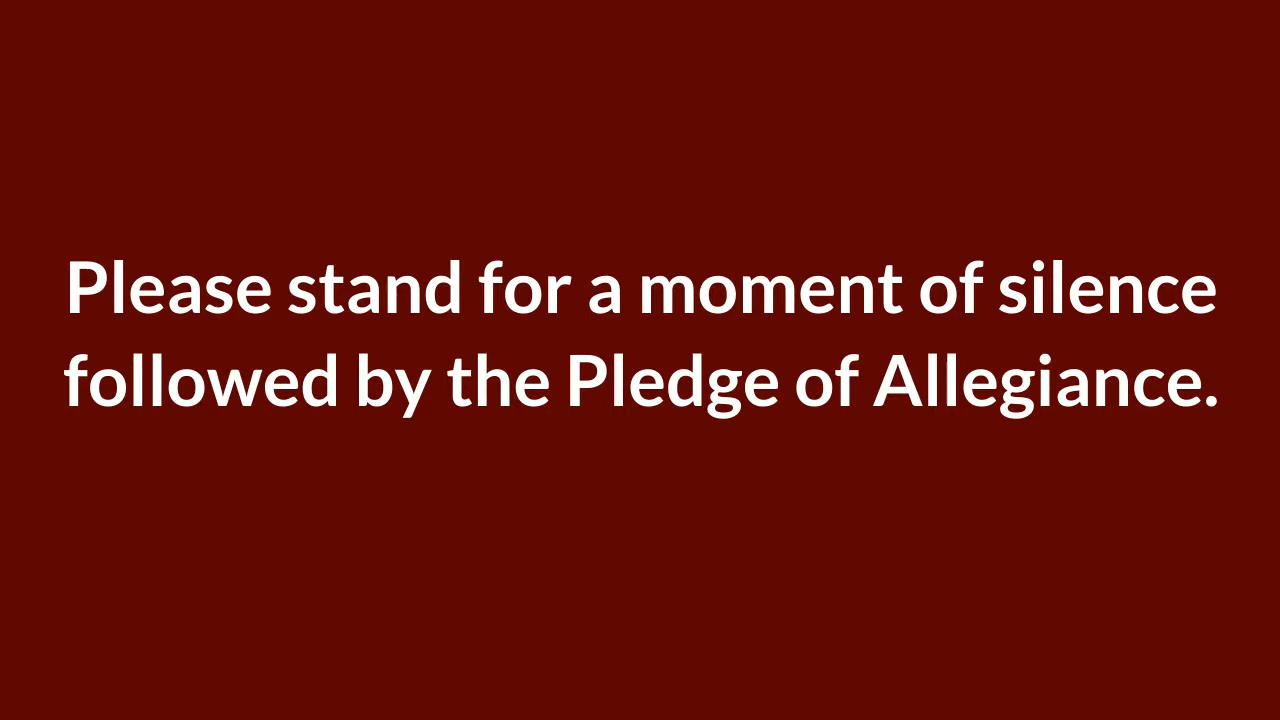 Please stand for a moment of silence
followed by the Pledge of Allegiance.